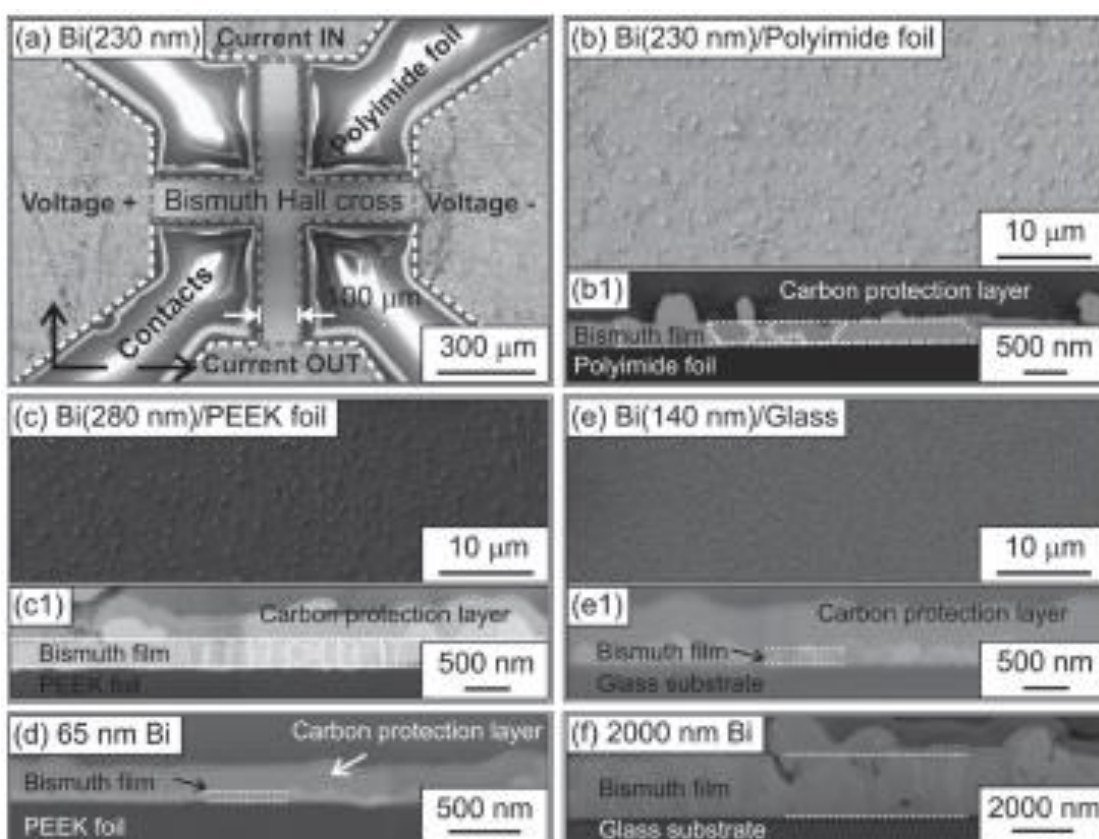 (a) Bi(230 nm)
Current IN
Polyimide foil
Voltage +
Bismuth Hall cross
Voltage -
Contacts
100 μm
Current OUT
300 μm
(b) Bi(230 nm)/Polyimide foil
10 μm
(b1)
Carbon protection layer
Bismuth film
Polyimide foil
500 nm
(c) Bi(280 nm)/PEEK foil
10 μm
(c1)
Carbon protection layer
Bismuth film
PEEK foil
500 nm
(e) Bi(140 nm)/Glass
10 μm
(e1)
Carbon protection layer
Bismuth film
Glass substrate
500 nm
(d) 65 nm Bi
Carbon protection layer
Bismuth film
PEEK foil
500 nm
(f) 2000 nm Bi
Bismuth film
Glass substrate
2000 nm